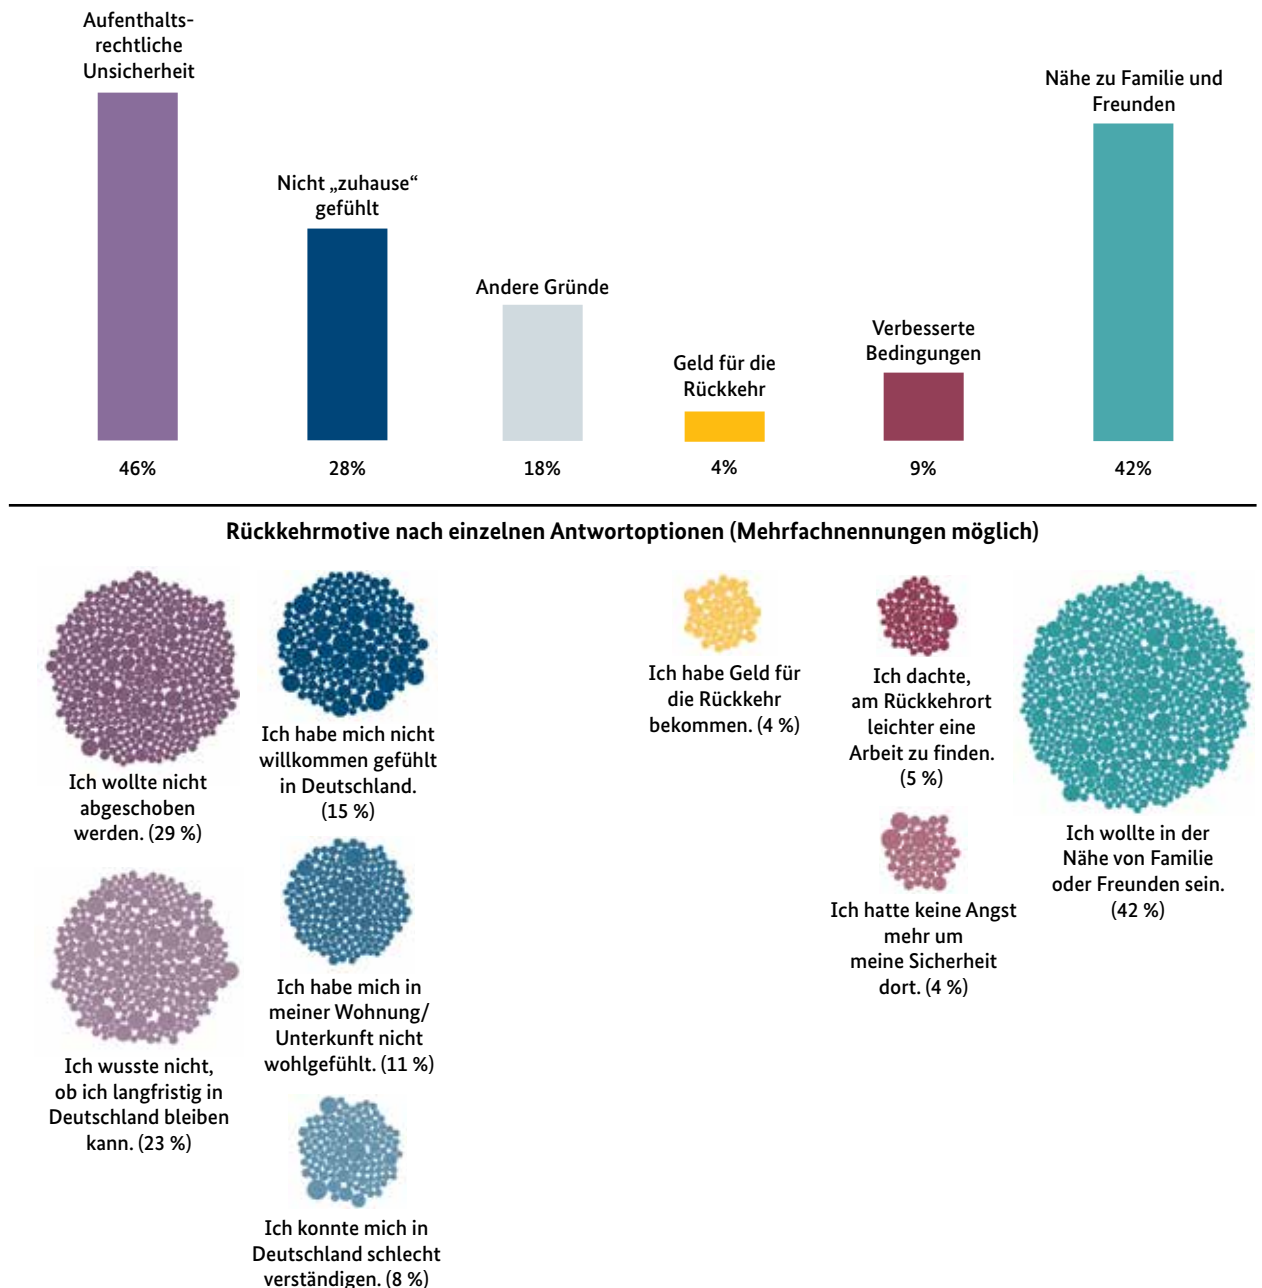 Aufenthalts-
rechtliche
Unsicherheit
46%
Nicht „zuhause“
gefühlt
28%
Andere Gründe
18%
Geld für die
Rückkehr
4%
Verbesserte
Bedingungen
9%
Nähe zu Familie und
Freunden
42%
Rückkehrmotive nach einzelnen Antwortoptionen (Mehrfachnennungen möglich)
Ich wollte nicht
abgeschoben
werden. (29 %)
Ich wusste nicht,
ob ich langfristig in
Deutschland bleiben
kann. (23 %)
Ich habe mich nicht
willkommen gefühlt
in Deutschland.
(15 %)
Ich habe mich in
meiner Wohnung/
Unterkunft nicht
wohlgefühlt. (11 %)
Ich konnte mich in
Deutschland schlecht
verständigen. (8 %)
Ich habe Geld für
die Rückkehr
bekommen. (4 %)
Ich dachte,
am Rückkehrort
leichter eine
Arbeit zu finden.
(5 %)
Ich hatte keine Angst
mehr um
meine Sicherheit
dort. (4 %)
Ich wollte in der
Nähe von Familie
oder Freunden sein.
(42 %)